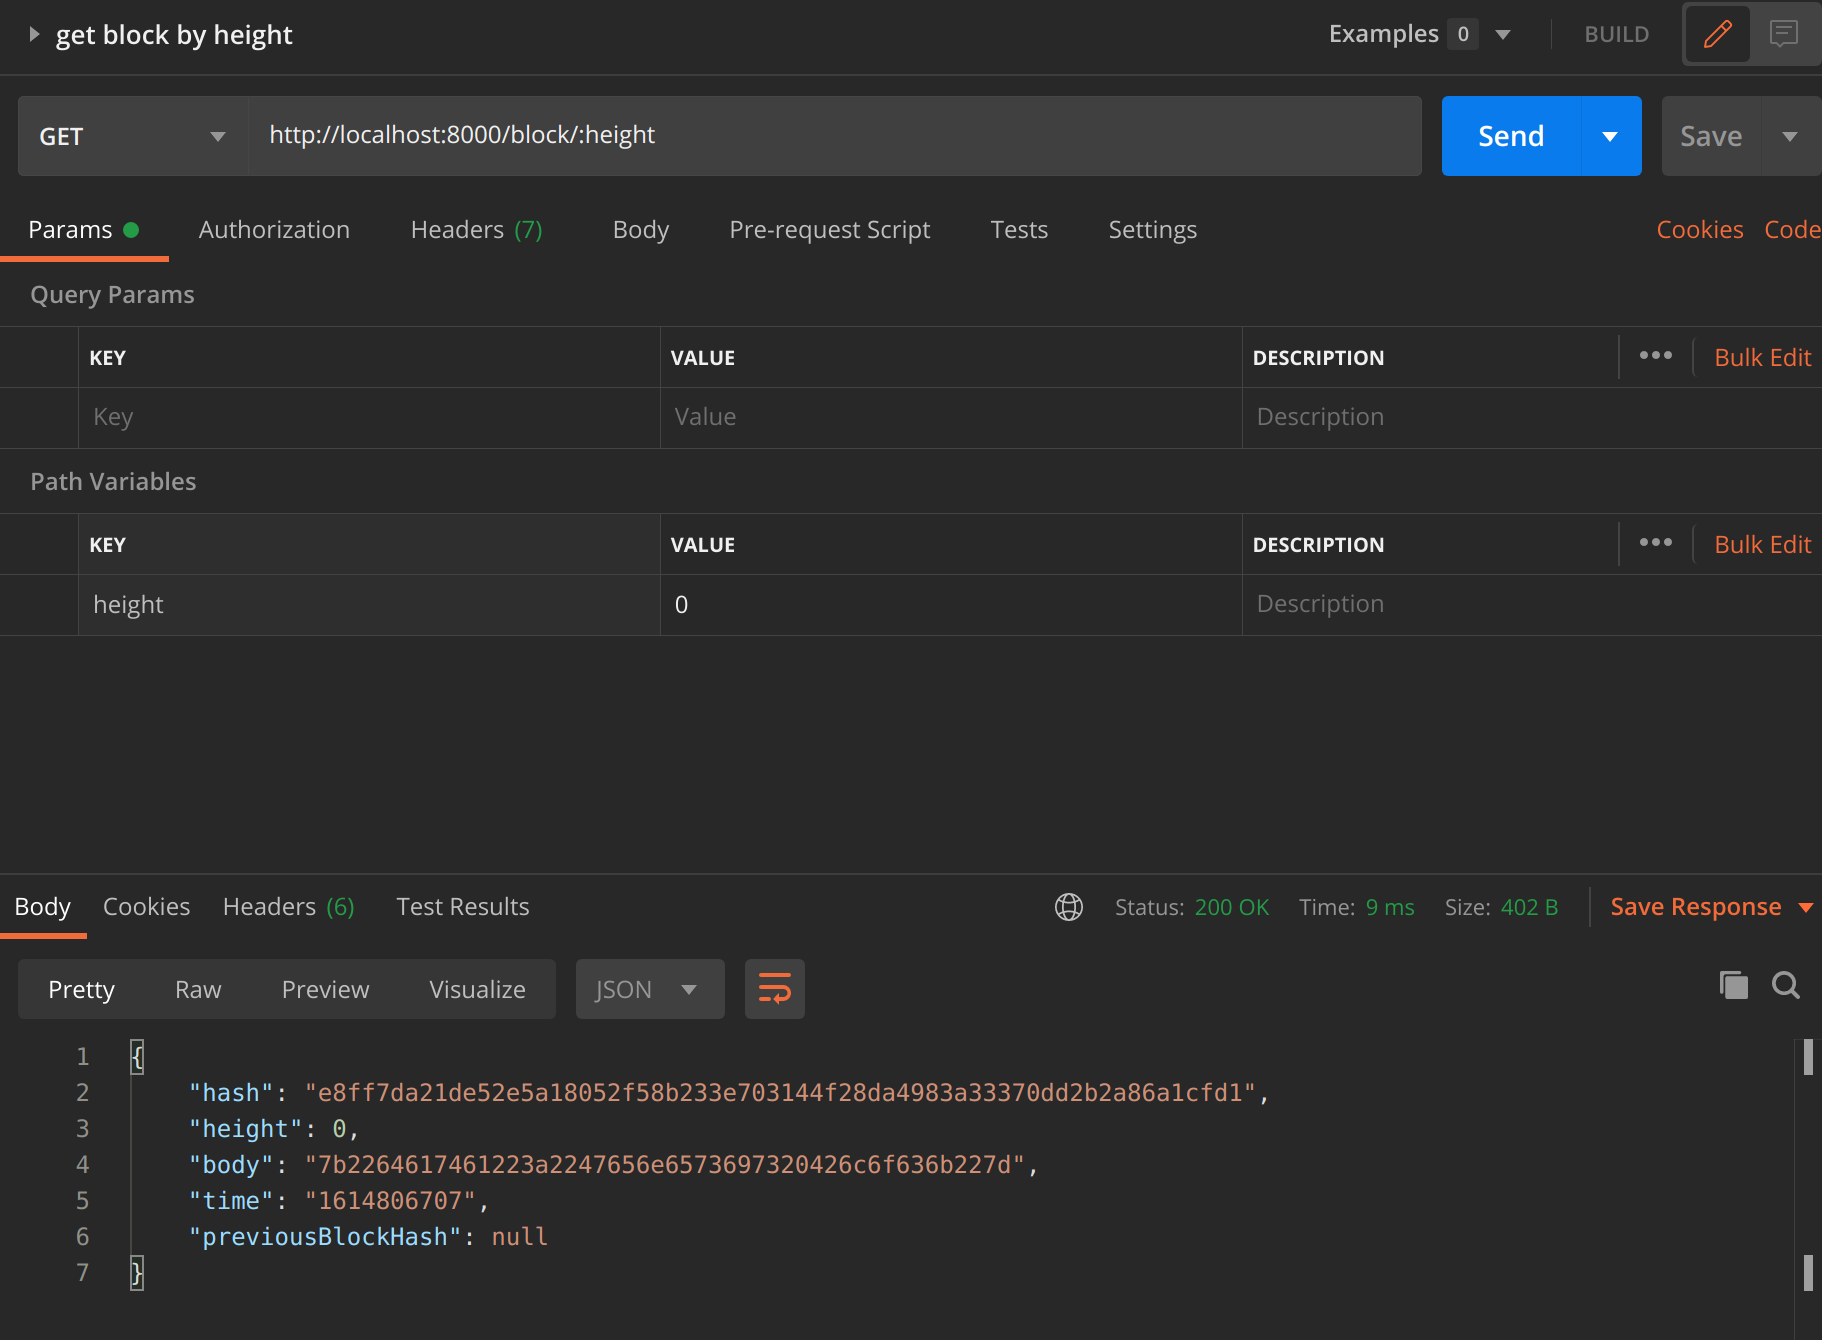 get block by height Examples 0 BUILD
GET http://localhost:8000/block/:height Send Save
Params Authorization Headers (7) Body Pre-request Script Tests Settings Cookies Code
Query Params
KEY VALUE DESCRIPTION ••• Bulk Edit
Key Value Description
Path Variables
KEY VALUE DESCRIPTION ••• Bulk Edit
height 0 Description
Body Cookies Headers (6) Test Results Status: 200 OK Time: 9 ms Size: 402 B Save Response
Pretty Raw Preview Visualize JSON
1 {
2 "hash": "e8ff7da21de52e5a18052f58b233e703144f28da4983a33370dd2b2a86a1cfd1",
3 "height": 0,
4 "body": "7b2264617461223a2247656e6573697320426c6f636b227d",
5 "time": "1614806707",
6 "previousBlockHash": null
7 }